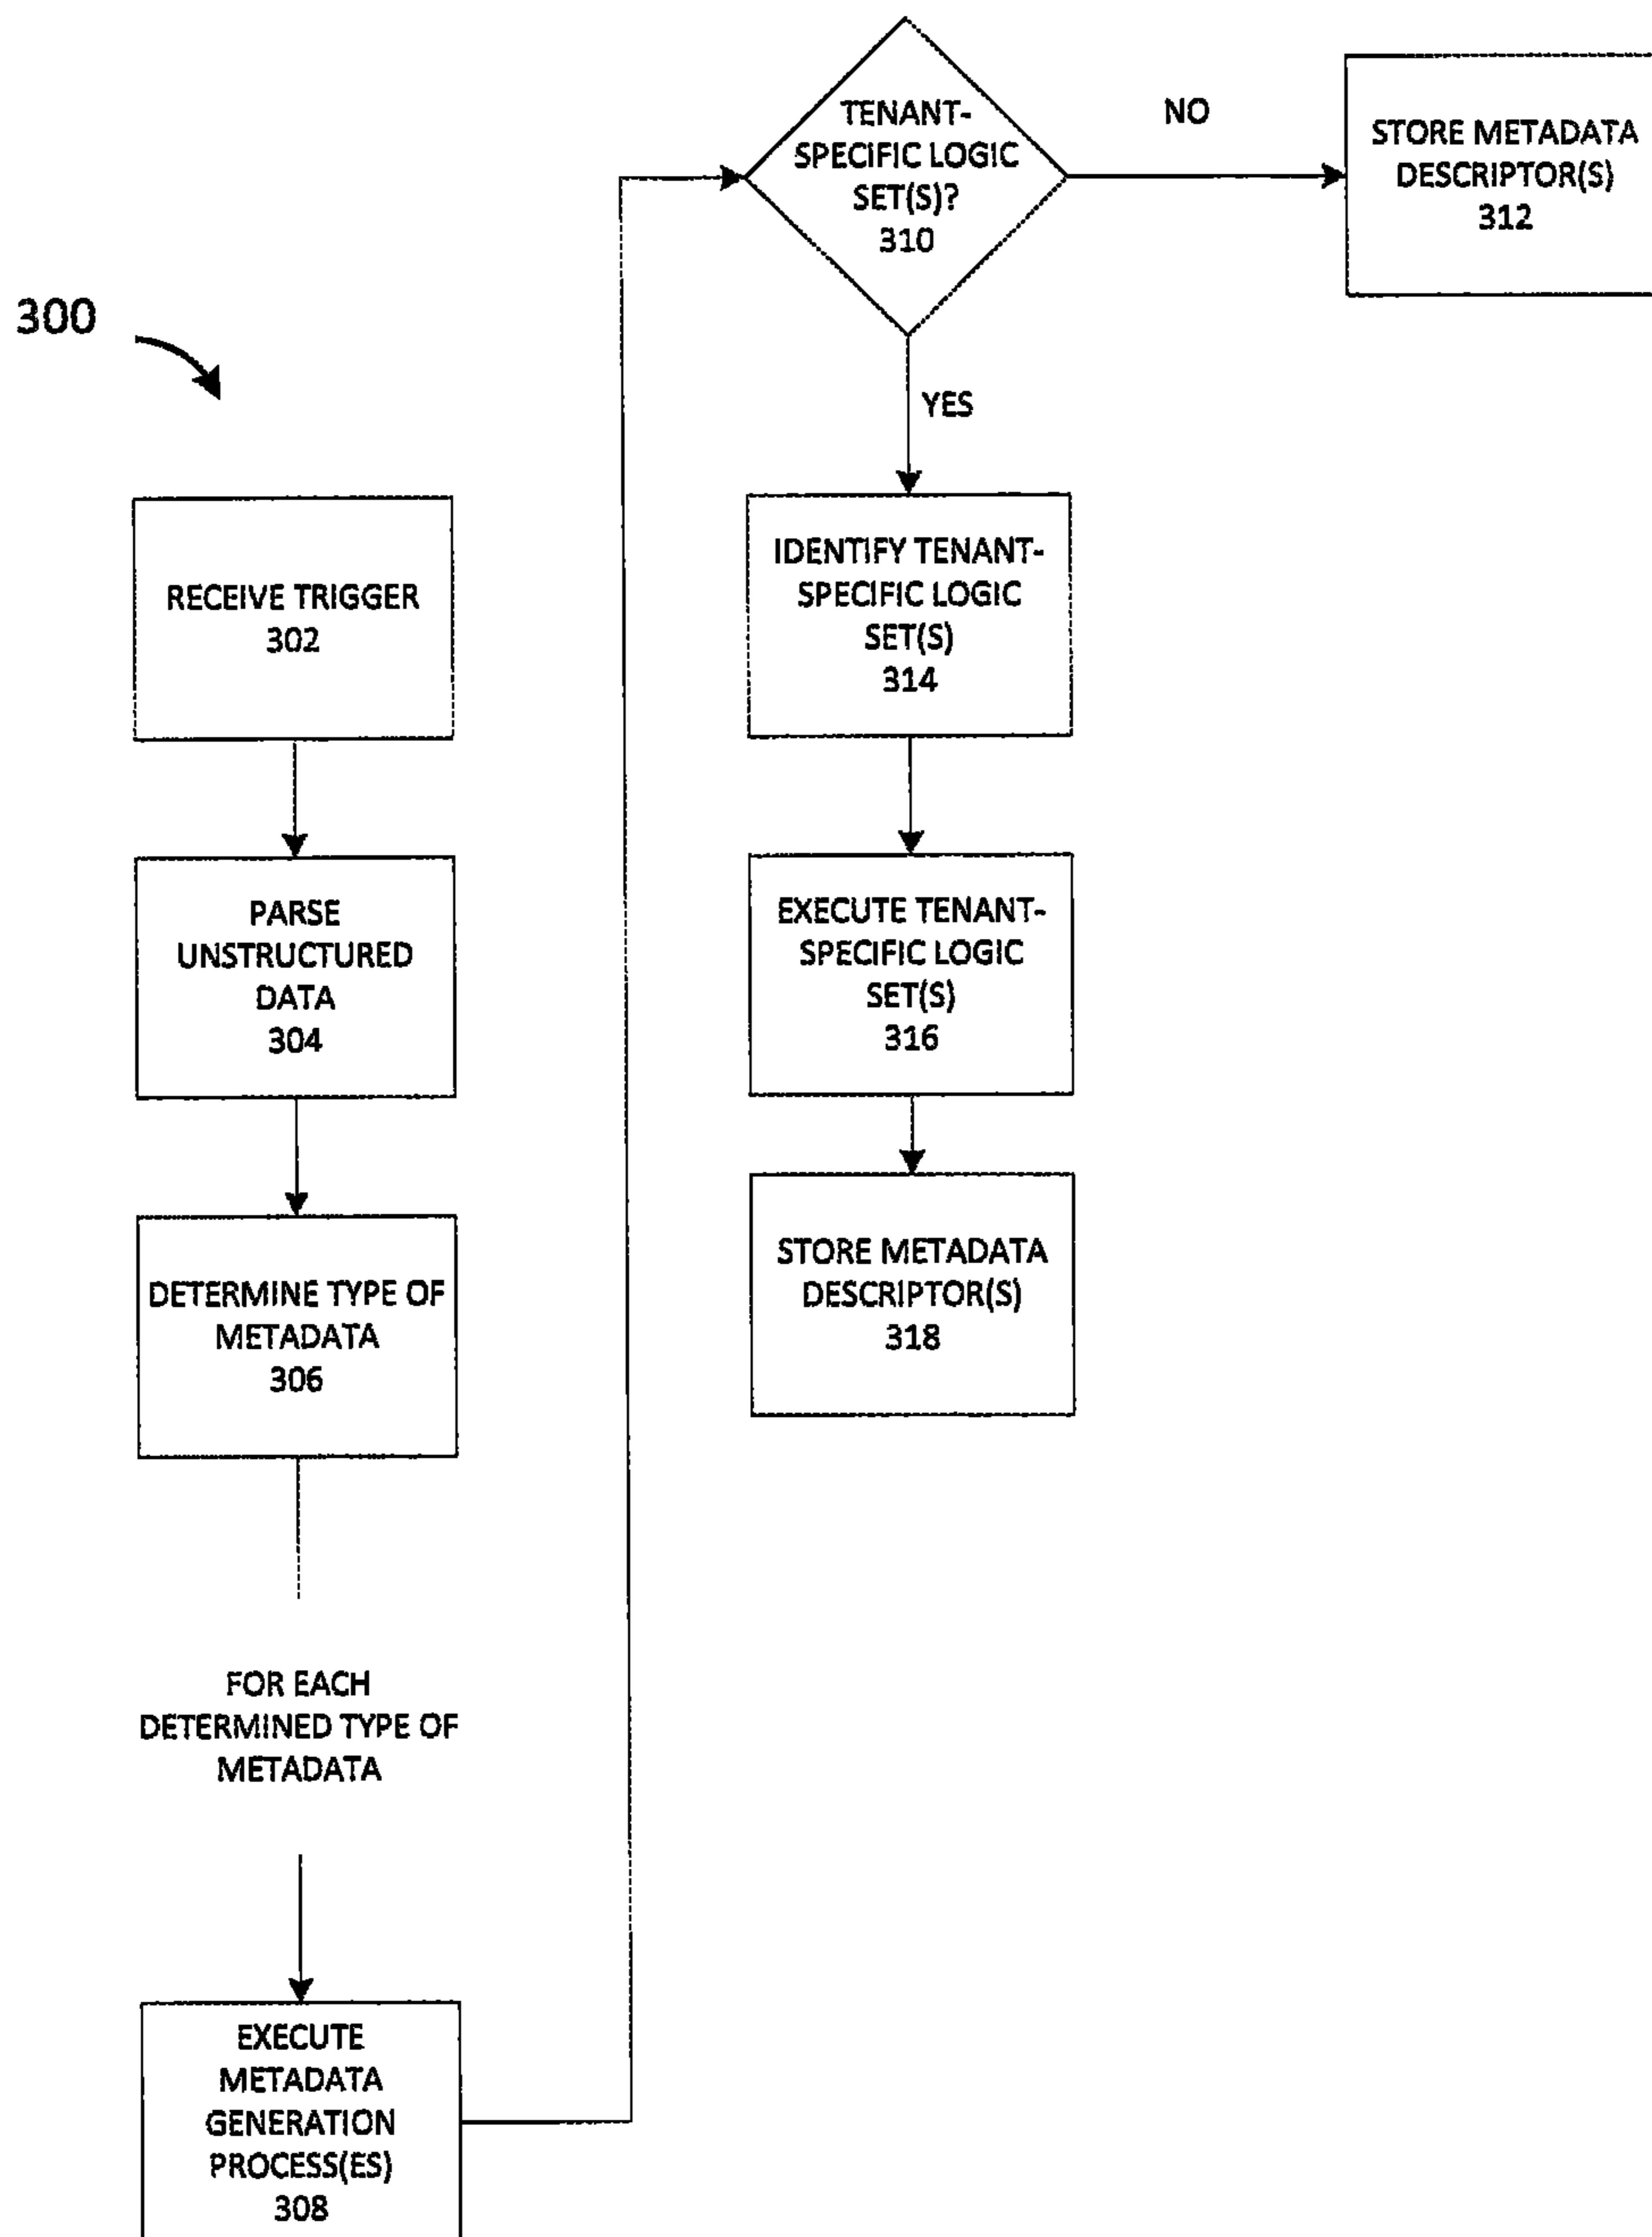 300
RECEIVE TRIGGER
302
PARSE
UNSTRUCTURED
DATA
304
DETERMINE TYPE OF
METADATA
306
FOR EACH
DETERMINED TYPE OF
METADATA
EXECUTE
METADATA
GENERATION
PROCESS(ES)
308
TENANT-
SPECIFIC LOGIC
SET(S)?
310
NO
STORE METADATA
DESCRIPTOR(S)
312
YES
IDENTIFY TENANT-
SPECIFIC LOGIC
SET(S)
314
EXECUTE TENANT-
SPECIFIC LOGIC
SET(S)
316
STORE METADATA
DESCRIPTOR(S)
318